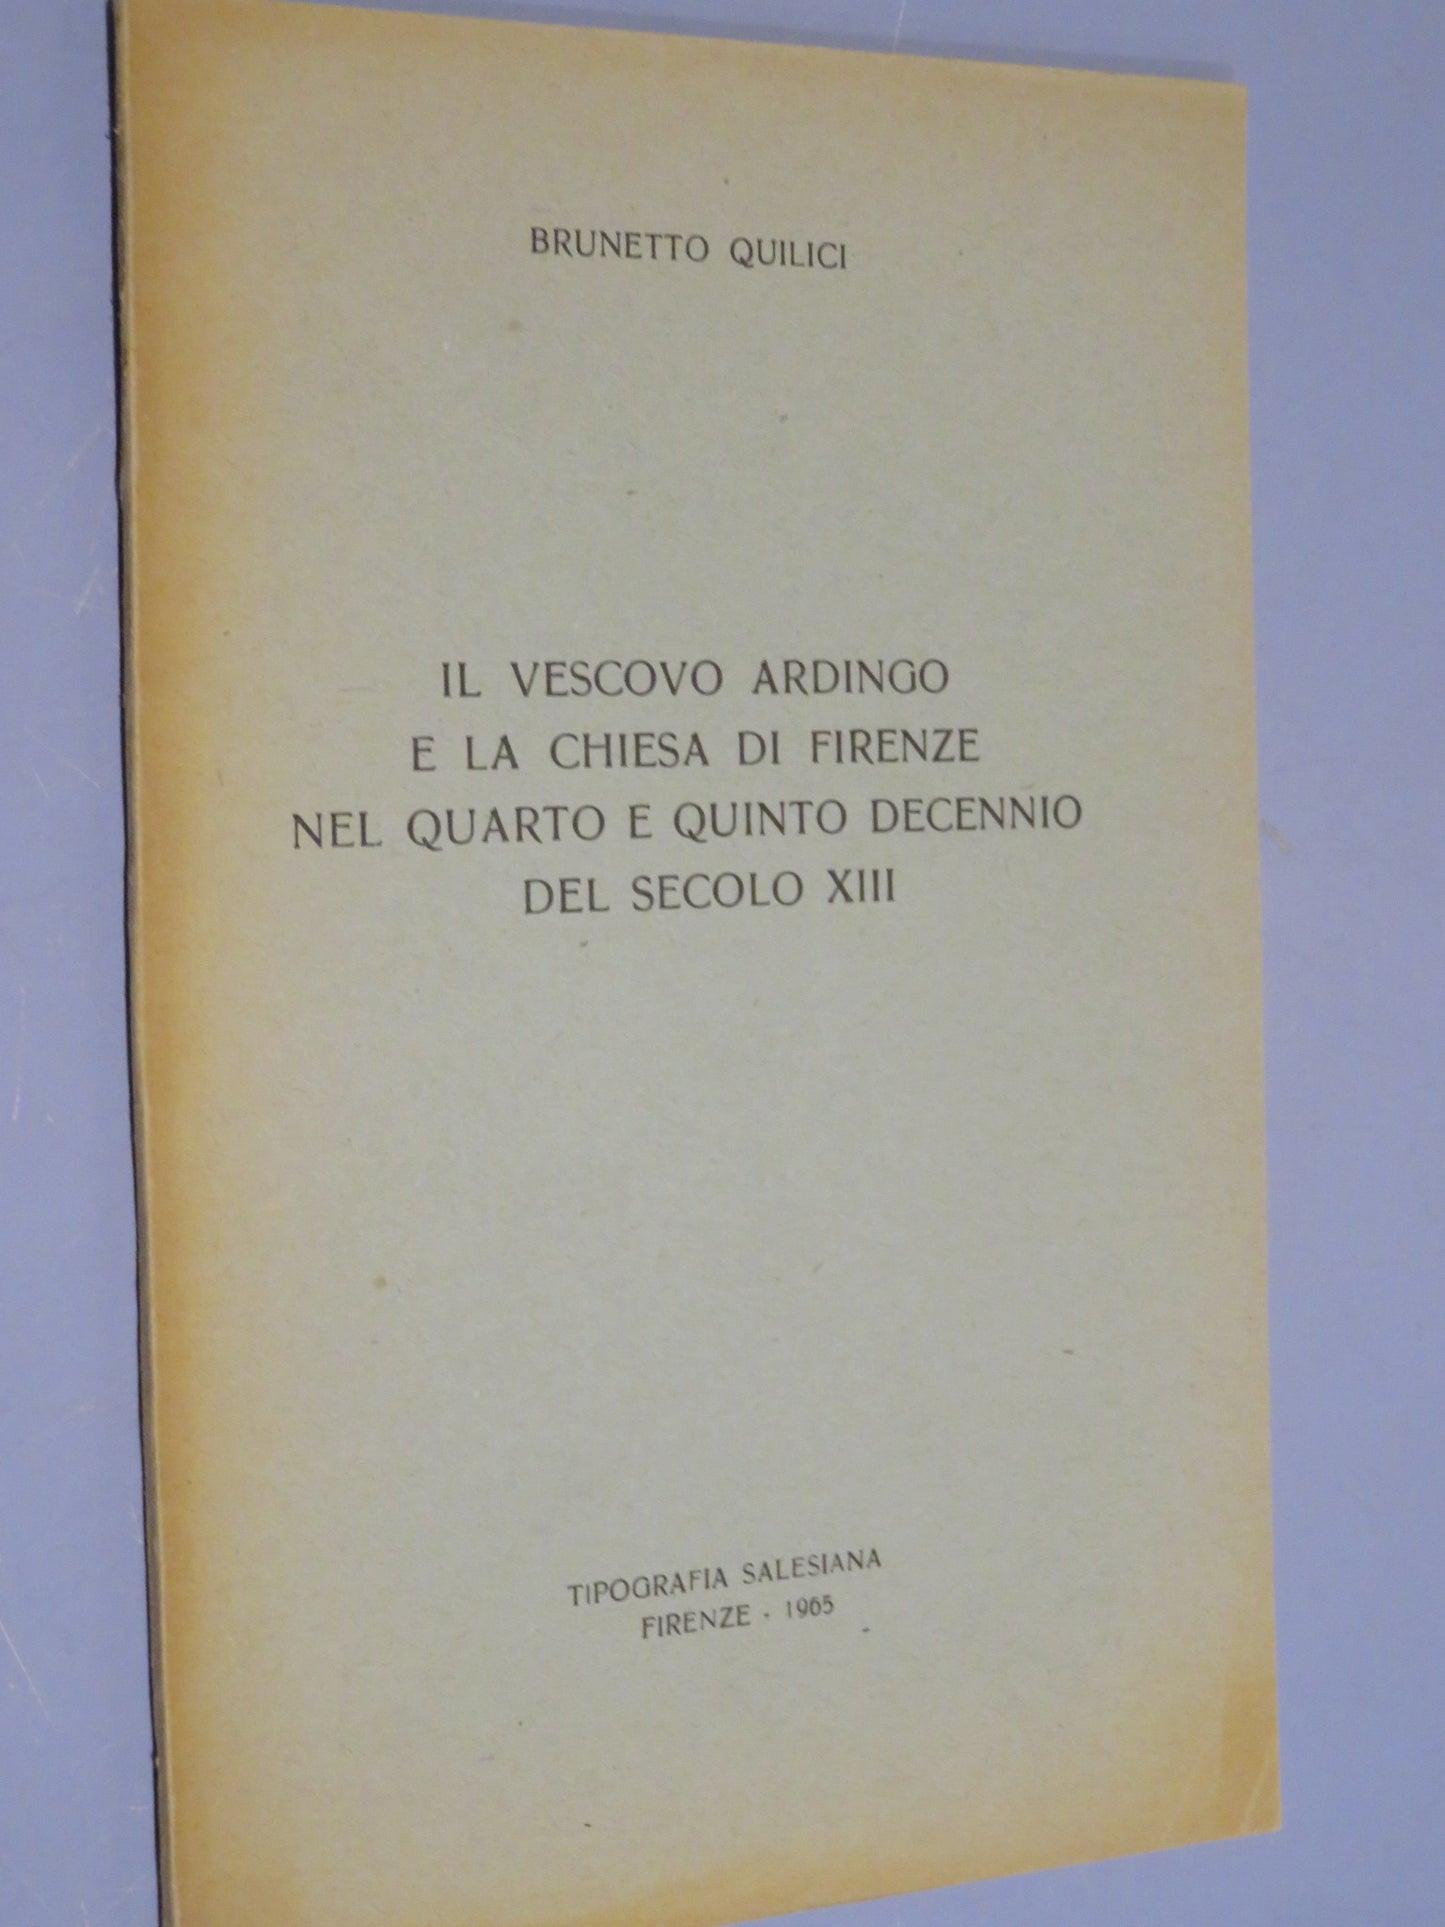 BRUNETTO QUILICI
IL VESCOVO ARDINGO
E LA CHIESA DI FIRENZE
NEL QUARTO E QUINTO DECENNIO
DEL SECOLO XIII
TIPOGRAFIA SALESIANA
FIRENZE - 1965